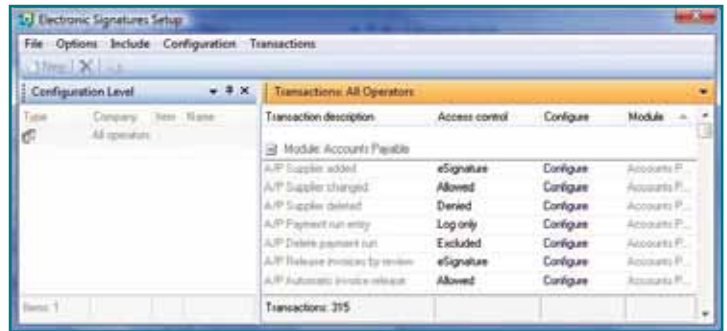 Electronic Signatures Setup
File Options Include Configuration Transactions
New
Configuration Level
Transactions: All Operators
Type Company Item Name
Transaction description Access control Configure Module
All operators
Module: Accounts Payable
A/P Supplier added eSignature Configure Accounts P...
A/P Supplier changed Allowed Configure Accounts P...
A/P Supplier deleted Denied Configure Accounts P...
A/P Payment run entry Log only Configure Accounts P...
A/P Delete payment run Excluded Configure Accounts P...
A/P Release invoices by review eSignature Configure Accounts P...
A/P Automatic invoice release Allowed Configure Accounts P...
Items: 1
Transactions: 315